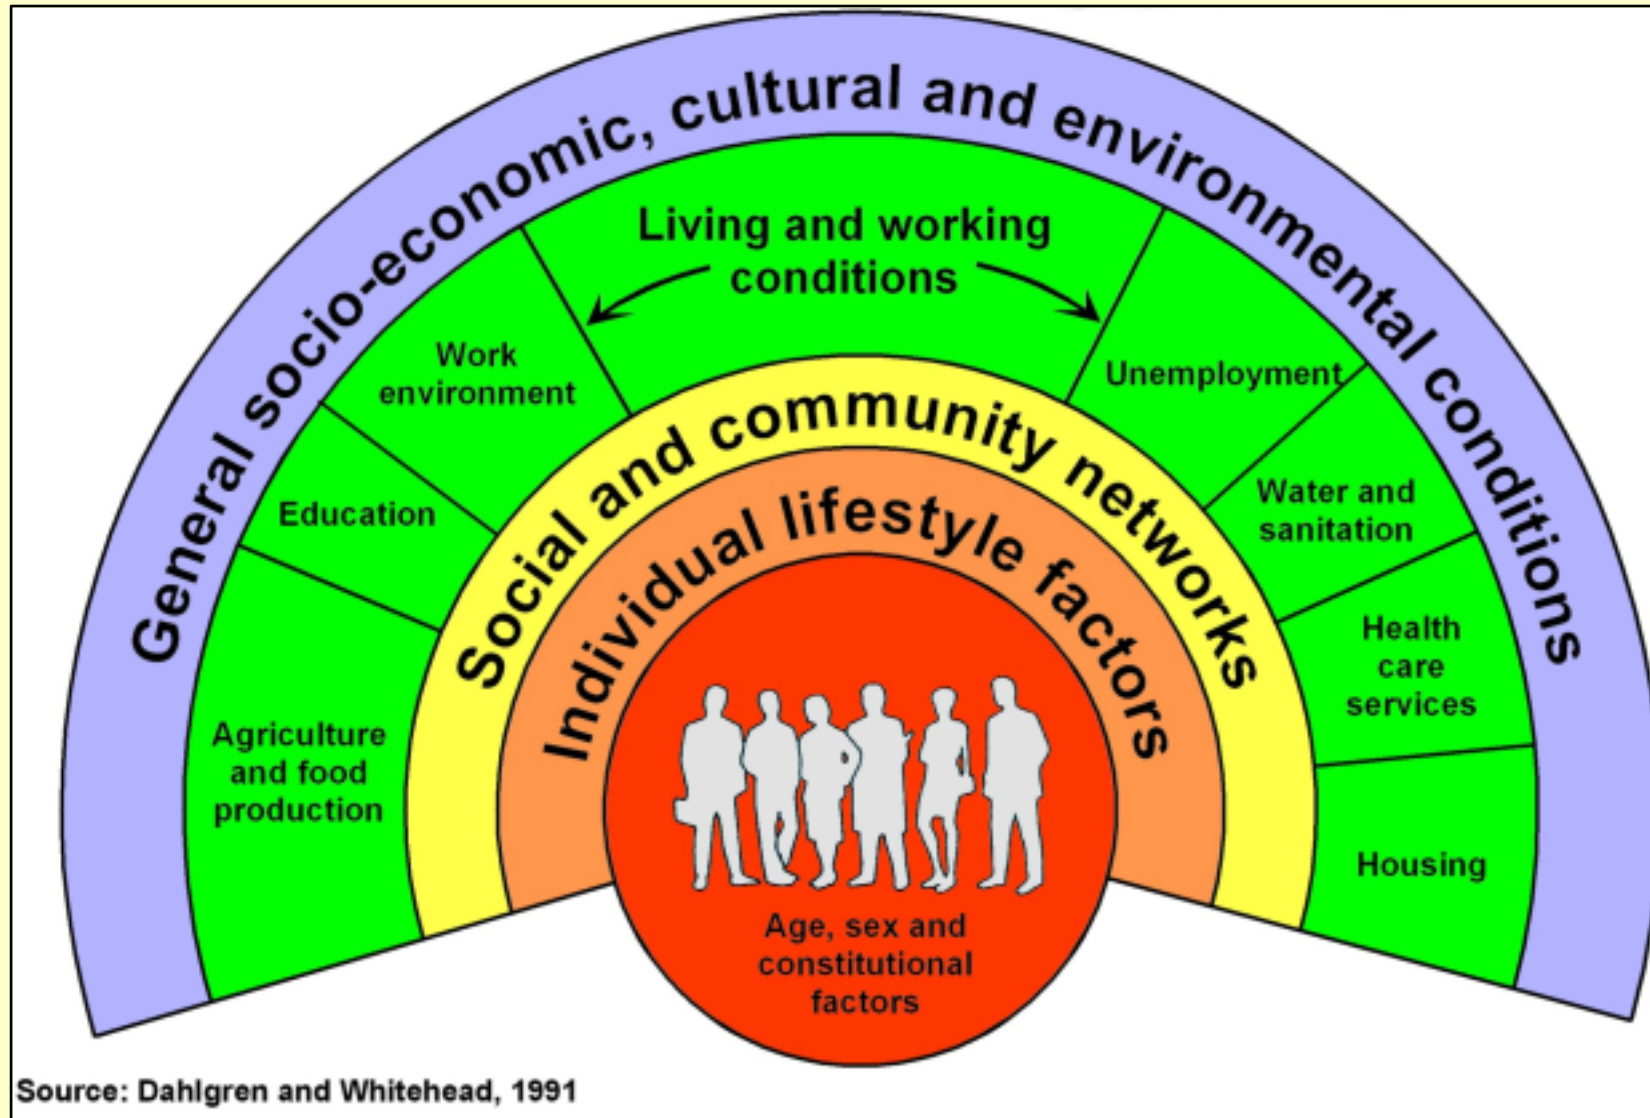 General socio-economic, cultural and environmental conditions
Living and working
conditions
Work
environment
Unemployment
Education
Water and
sanitation
Agriculture
and food
production
Health
care
services
Housing
Social and community networks
Individual lifestyle factors
Age, sex and
constitutional
factors
Source: Dahlgren and Whitehead, 1991